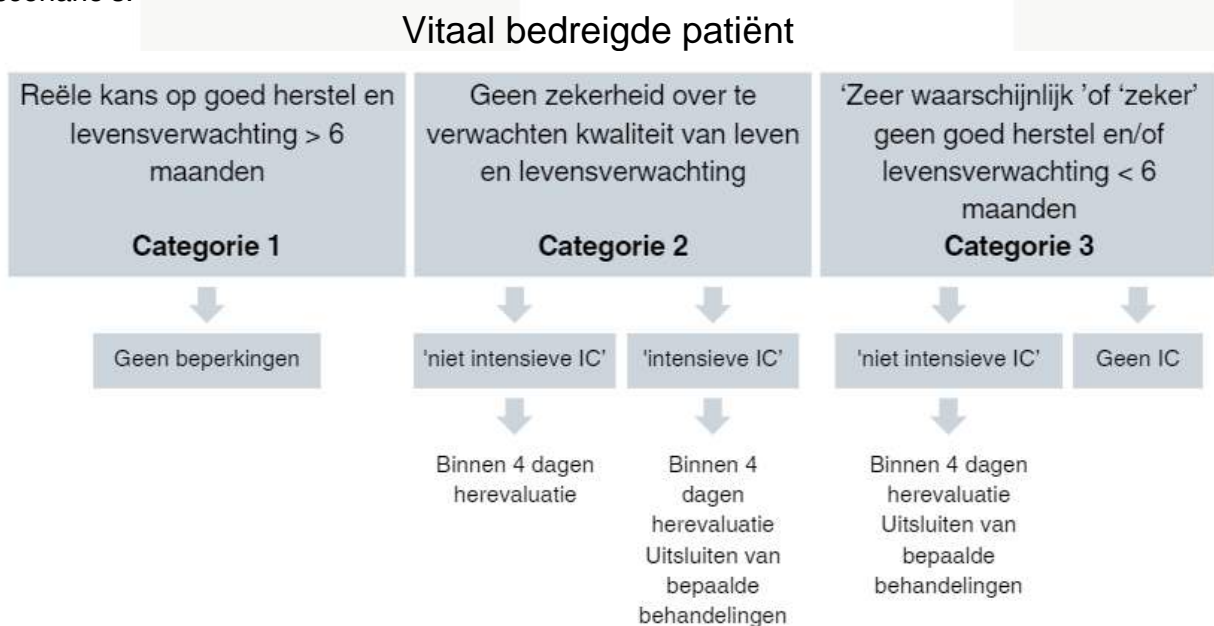 Vitaal bedreigde patiënt
Reële kans op goed herstel en
levensverwachting > 6
maanden
Categorie 1
Geen zekerheid over te
verwachten kwaliteit van leven
en levensverwachting
Categorie 2
‘Zeer waarschijnlijk ’of ‘zeker’
geen goed herstel en/of
levensverwachting < 6
maanden
Categorie 3
Geen beperkingen
'niet intensieve IC’
'intensieve IC’
'niet intensieve IC’
Geen IC
Binnen 4 dagen
herevaluatie
Binnen 4
dagen
herevaluatie
Uitsluiten van
bepaalde
behandelingen
Binnen 4 dagen
herevaluatie
Uitsluiten van
bepaalde
behandelingen